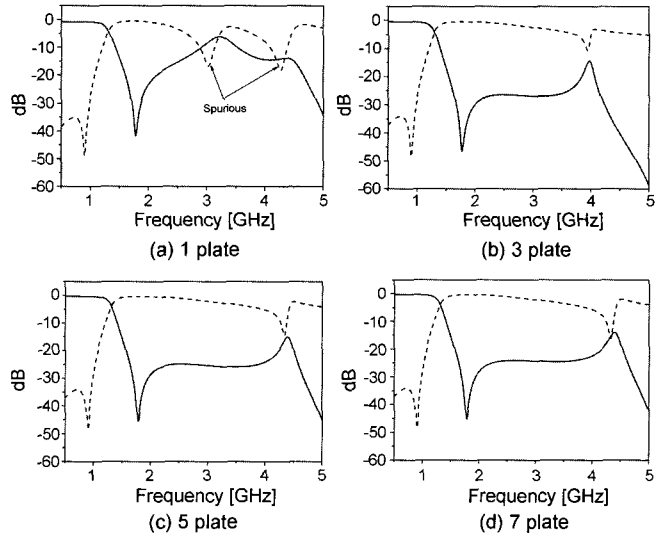 0
-10
-20
-30
-40
-50
-60
dB
Spurious
1 2 3 4 5
Frequency [GHz]
(a) 1 plate
0
-10
-20
-30
-40
-50
-60
dB
1 2 3 4 5
Frequency [GHz]
(b) 3 plate
0
-10
-20
-30
-40
-50
-60
dB
1 2 3 4 5
Frequency [GHz]
(c) 5 plate
0
-10
-20
-30
-40
-50
-60
dB
1 2 3 4 5
Frequency [GHz]
(d) 7 plate